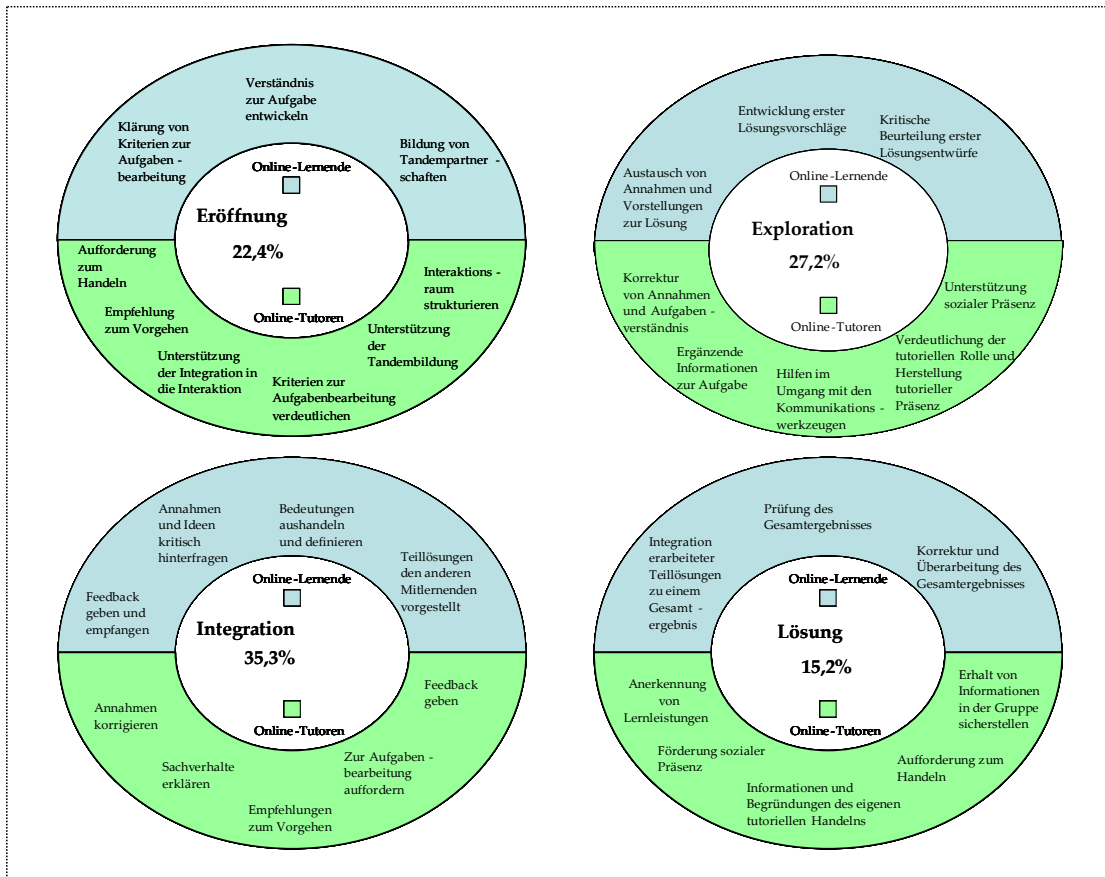 Verständnis
zur Aufgabe
entwickeln
Klärung von
Kriterien zur
Aufgaben -
bearbeitung
Bildung von
Tandempartner -
schaften
Online-Lernende
Eröffnung
22,4%
Online-Tutoren
Aufforderung
zum
Handeln
Empfehlung
zum Vorgehen
Unterstützung
der Integration in
die Interaktion
Kriterien zur
Aufgabenbearbeitung
verdeutlichen
Unterstützung
der
Tandembildung
Interaktions -
raum
strukturieren
Entwicklung erster
Lösungsvorschläge
Kritische
Beurteilung erster
Lösungsentwürfe
Austausch von
Annahmen und
Vorstellungen
zur Lösung
Online-Lernende
Exploration
27,2%
Online-Tutoren
Korrektur
von Annahmen
und Aufgaben -
verständnis
Ergänzende
Informationen
zur Aufgabe
Hilfen im
Umgang mit den
Kommunikations -
werkzeugen
Verdeutlichung der
tutoriellen Rolle und
Herstellung
tutorieller
Präsenz
Unterstützung
sozialer Präsenz
Annahmen
und Ideen
kritisch
hinterfragen
Bedeutungen
aushandeln
und definieren
Teillösungen
den anderen
Mitlernenden
vorgestellt
Feedback
geben und
empfangen
Online-Lernende
Integration
35,3%
Online-Tutoren
Annahmen
korrigieren
Sachverhalte
erklären
Empfehlungen
zum Vorgehen
Zur Aufgaben -
bearbeitung
auffordern
Feedback
geben
Prüfung des
Gesamtergebnisses
Integration
erarbeiteter
Teillösungen
zu einem
Gesamt -
ergebnis
Korrektur und
Überarbeitung des
Gesamtergebnisses
Online-Lernende
Lösung
15,2%
Online-Tutoren
Anerkennung
von
Lernleistungen
Förderung sozialer
Präsenz
Informationen und
Begründungen des eigenen
tutoriellen Handelns
Aufforderung zum
Handeln
Erhalt von
Informationen
in der Gruppe
sicherstellen